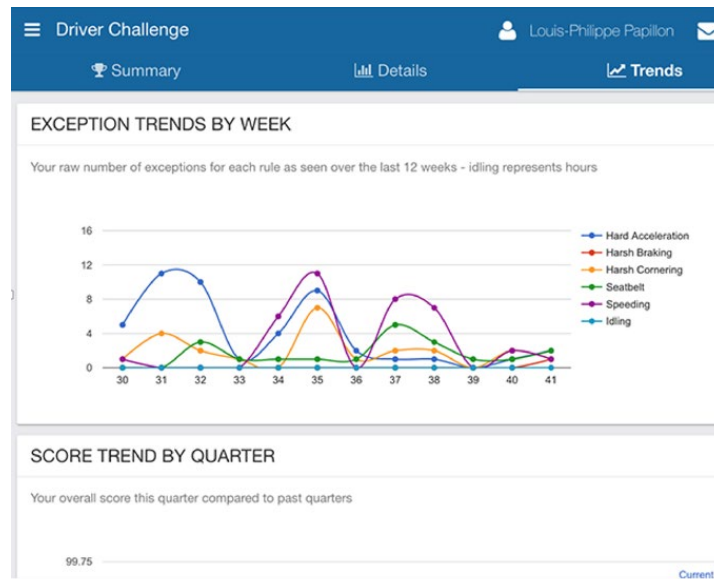 Driver Challenge
Louis-Philippe Papillon
Summary
Details
Trends
EXCEPTION TRENDS BY WEEK
Your raw number of exceptions for each rule as seen over the last 12 weeks - idling represents hours
16
12
8
4
0
30 31 32 33 34 35 36 37 38 39 40 41
Hard Acceleration
Harsh Braking
Harsh Cornering
Seatbelt
Speeding
Idling
SCORE TREND BY QUARTER
Your overall score this quarter compared to past quarters
99.75
Current